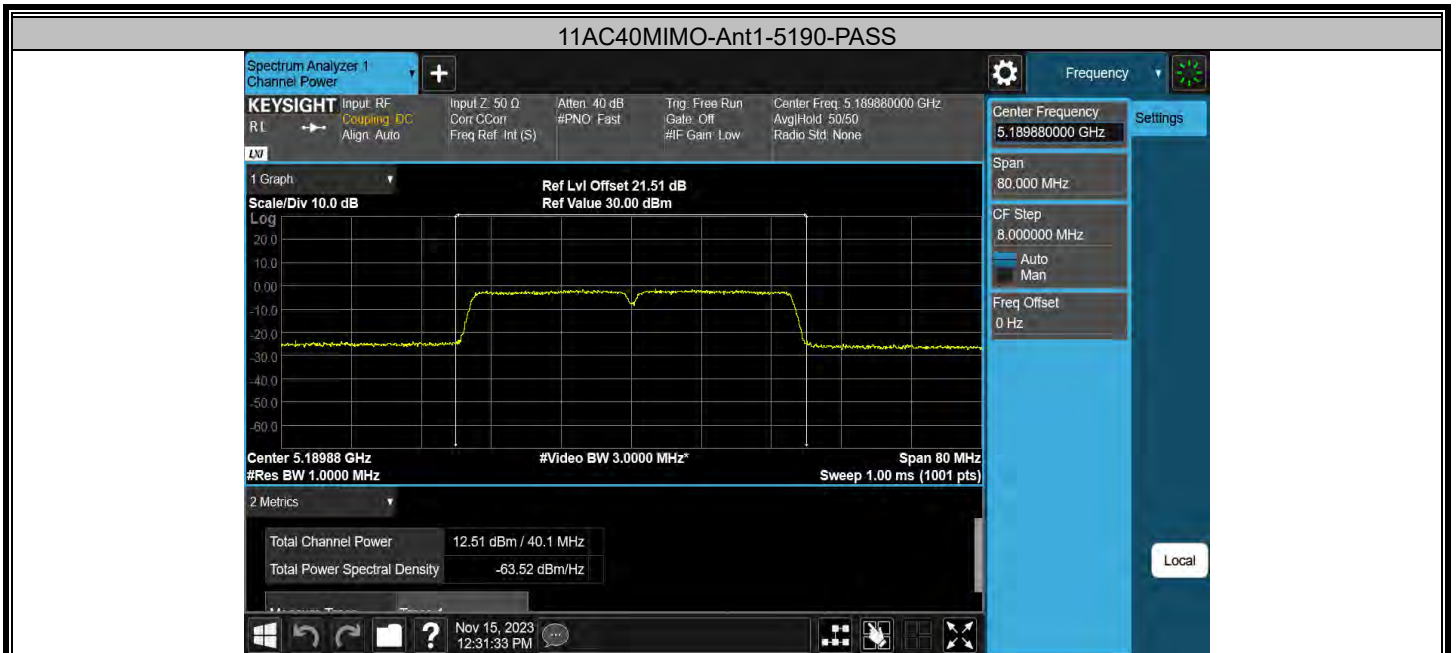 11AC40MIMO-Ant1-5190-PASS
Spectrum Analyzer 1
Channel Power
+
Frequency
KEYSIGHT
RL
LXI
Input: RF
Coupling: DC
Align: Auto
Input Z: 50 Ω
Corr CCorr
Freq Ref: Int (S)
Atten: 40 dB
#PNO: Fast
Trig: Free Run
Gate: Off
#IF Gain: Low
Center Freq: 5.189880000 GHz
Avg|Hold: 50/50
Radio Std: None
Center Frequency
5.189880000 GHz
Settings
Span
80.000 MHz
CF Step
8.000000 MHz
Auto
Man
Freq Offset
0 Hz
1 Graph
Scale/Div 10.0 dB
Ref Lvl Offset 21.51 dB
Ref Value 30.00 dBm
Log
20.0
10.0
0.00
-10.0
-20.0
-30.0
-40.0
-50.0
-60.0
Center 5.18988 GHz
#Video BW 3.0000 MHz*
Span 80 MHz
#Res BW 1.0000 MHz
Sweep 1.00 ms (1001 pts)
2 Metrics
Total Channel Power
12.51 dBm / 40.1 MHz
Total Power Spectral Density
-63.52 dBm/Hz
Local
?
Nov 15, 2023
12:31:33 PM